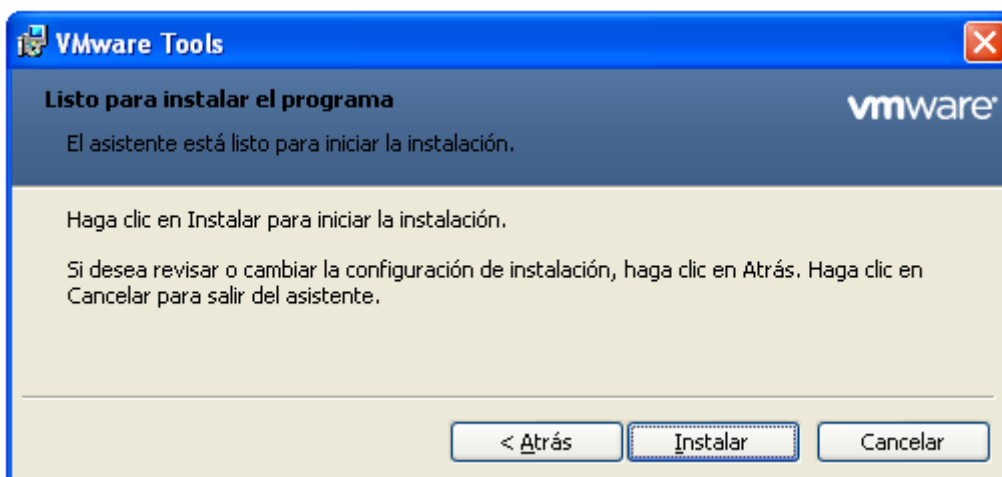 VMware Tools
Listo para instalar el programa
vmware
El asistente está listo para iniciar la instalación.
Haga clic en Instalar para iniciar la instalación.
Si desea revisar o cambiar la configuración de instalación, haga clic en Atrás. Haga clic en
Cancelar para salir del asistente.
< Atrás
Instalar
Cancelar